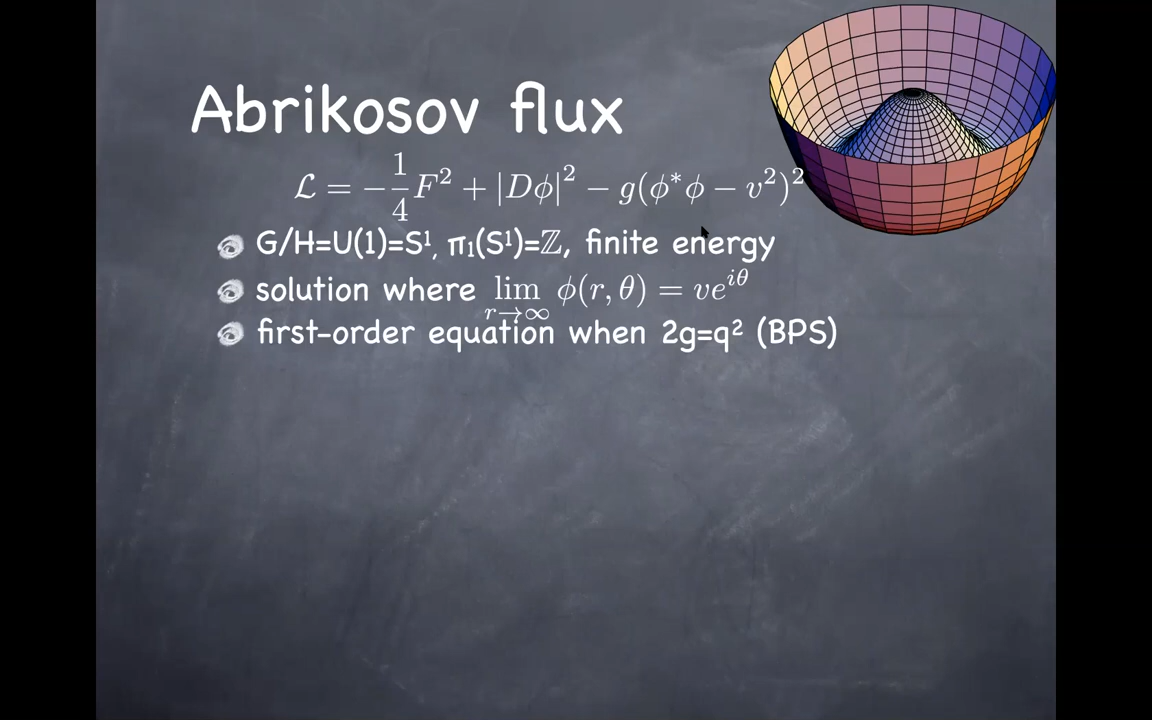 Abrikosov flux
ℒ = −1/4 F² + |Dϕ|² − g(ϕ*ϕ − v²)²
G/H=U(1)=S¹, π₁(S¹)=ℤ, finite energy
solution where lim r→∞ ϕ(r, θ) = ve^{iθ}
first-order equation when 2g=q² (BPS)